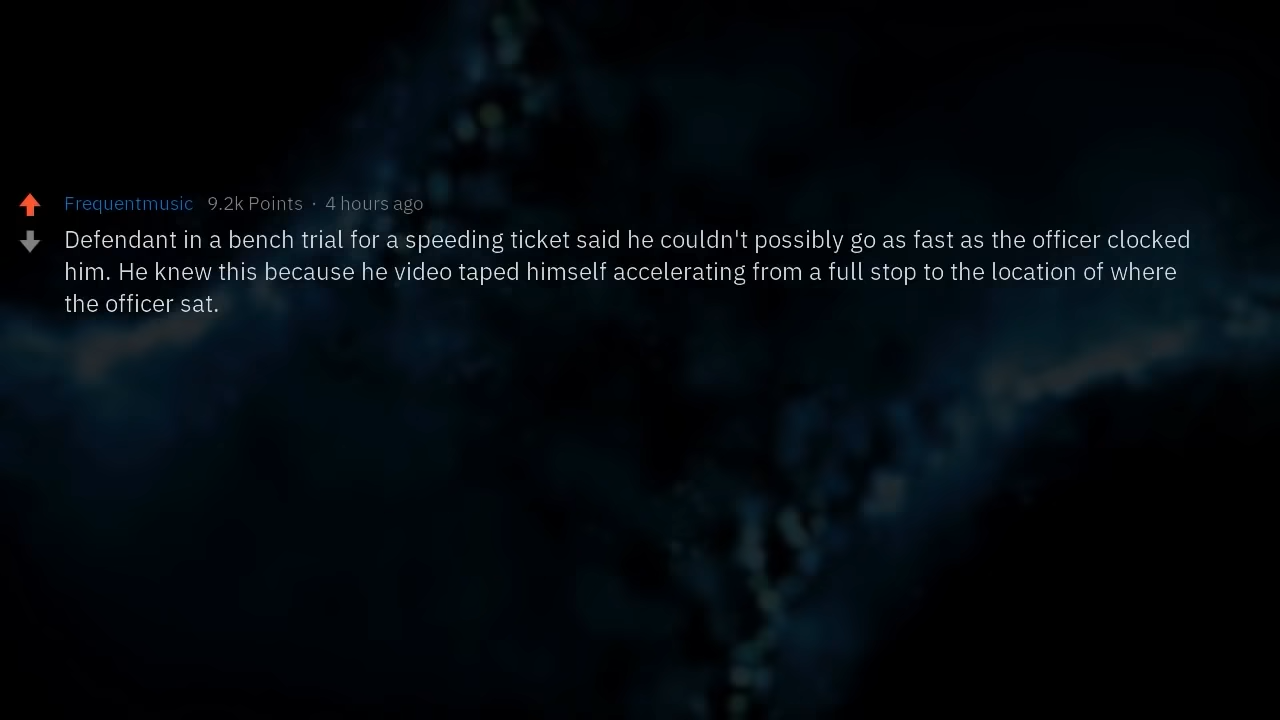 Frequentmusic 9.2k Points · 4 hours ago
Defendant in a bench trial for a speeding ticket said he couldn't possibly go as fast as the officer clocked
him. He knew this because he video taped himself accelerating from a full stop to the location of where
the officer sat.